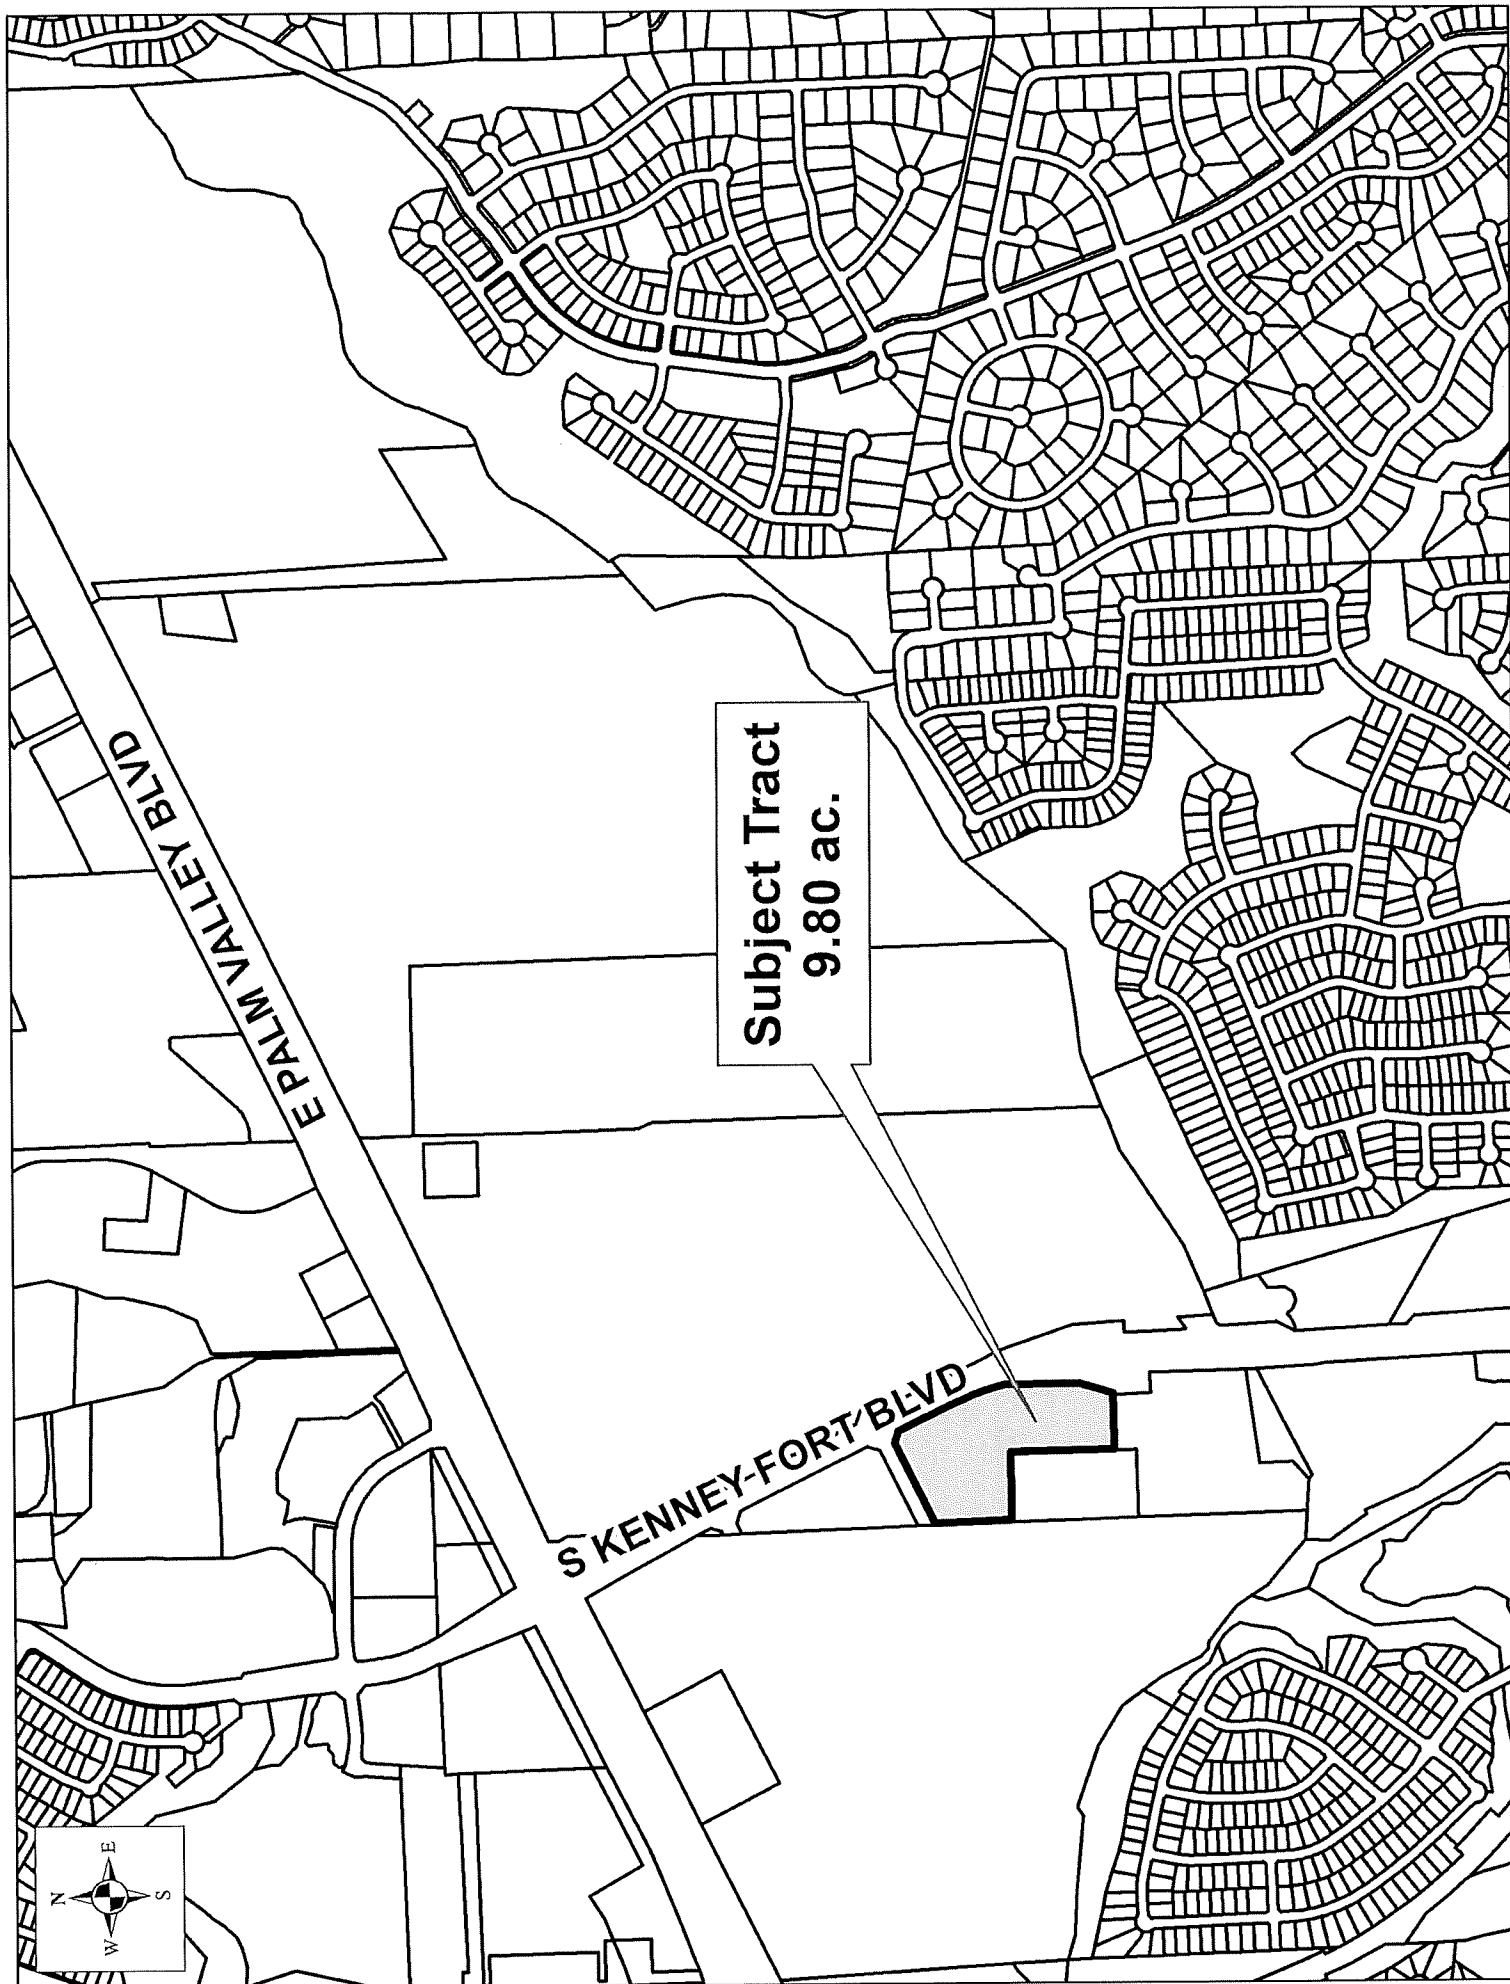 E PALM VALLEY BLVD
Subject Tract
9.80 ac.
S KENNEY FORT BLVD
N
W
E
S